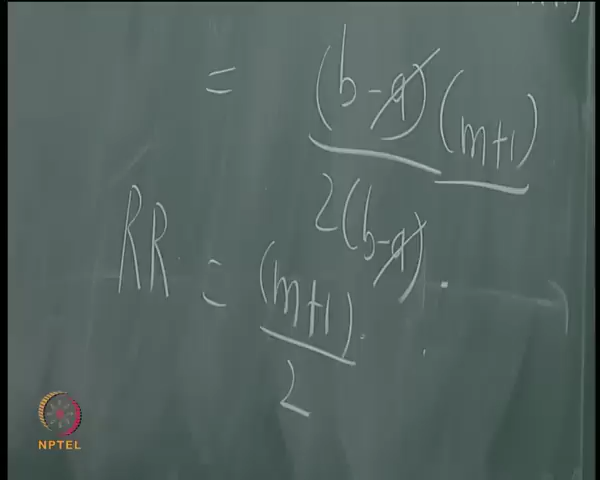 = (b-a)(m+1)
2(b-a)
RR = (m+1)
2
NPTEL